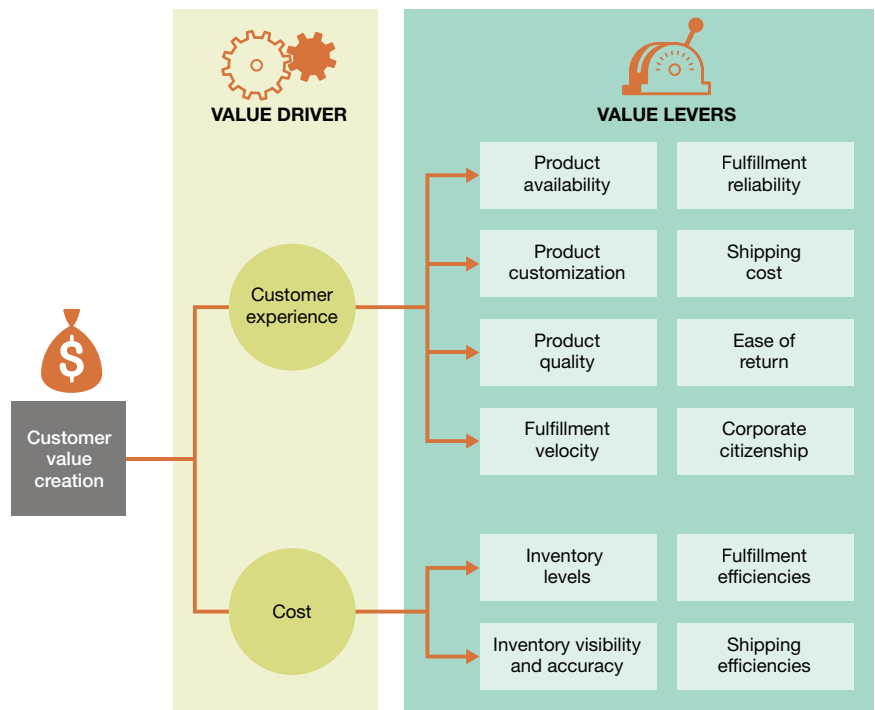 VALUE DRIVER
VALUE LEVERS
Product
availability
Fulfillment
reliability
Product
customization
Shipping
cost
Customer
experience
Product
quality
Ease of
return
$
Customer
value
creation
Fulfillment
velocity
Corporate
citizenship
Inventory
levels
Fulfillment
efficiencies
Cost
Inventory visibility
and accuracy
Shipping
efficiencies